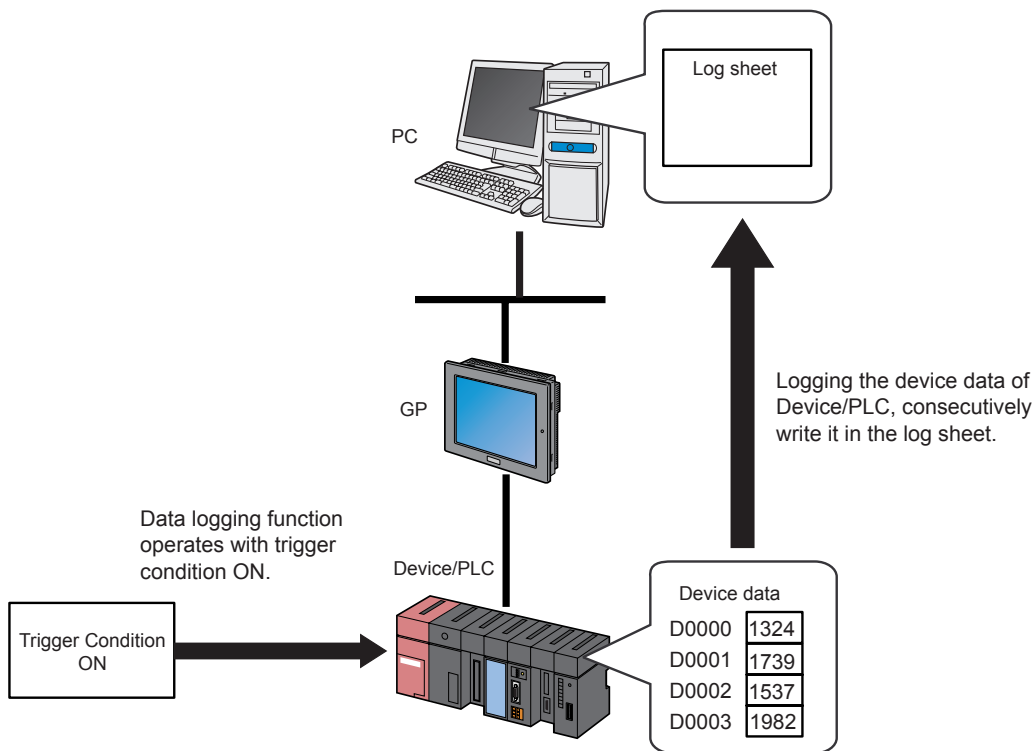 Log sheet
PC
GP
Logging the device data of
Device/PLC, consecutively
write it in the log sheet.
Data logging function
operates with trigger
condition ON.
Device/PLC
Trigger Condition
ON
Device data
D0000 1324
D0001 1739
D0002 1537
D0003 1982